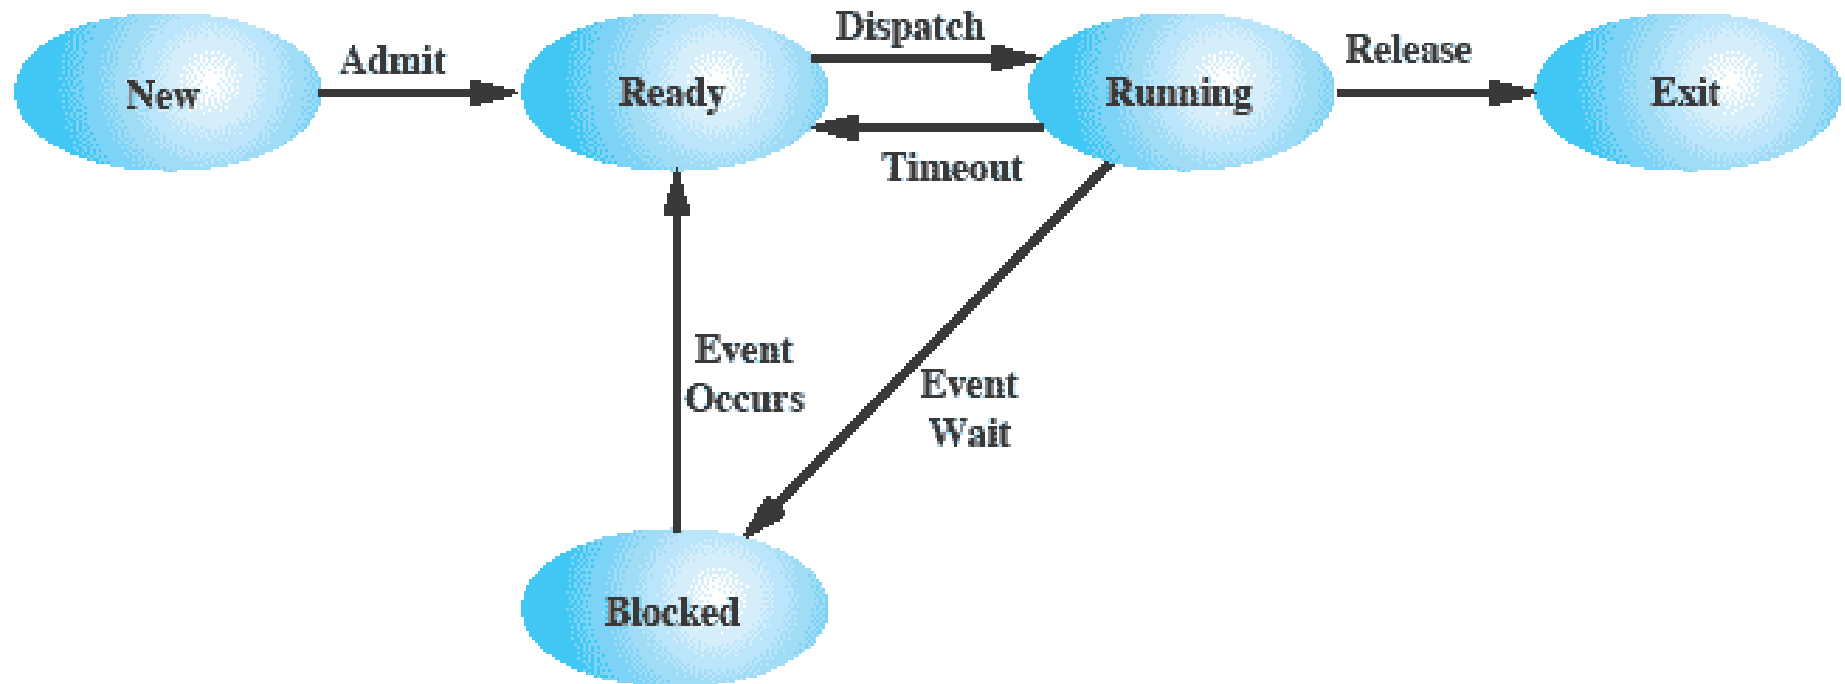 Dispatch
Admit
Release
New
Ready
Running
Exit
Timeout
Event
Occurs
Event
Wait
Blocked